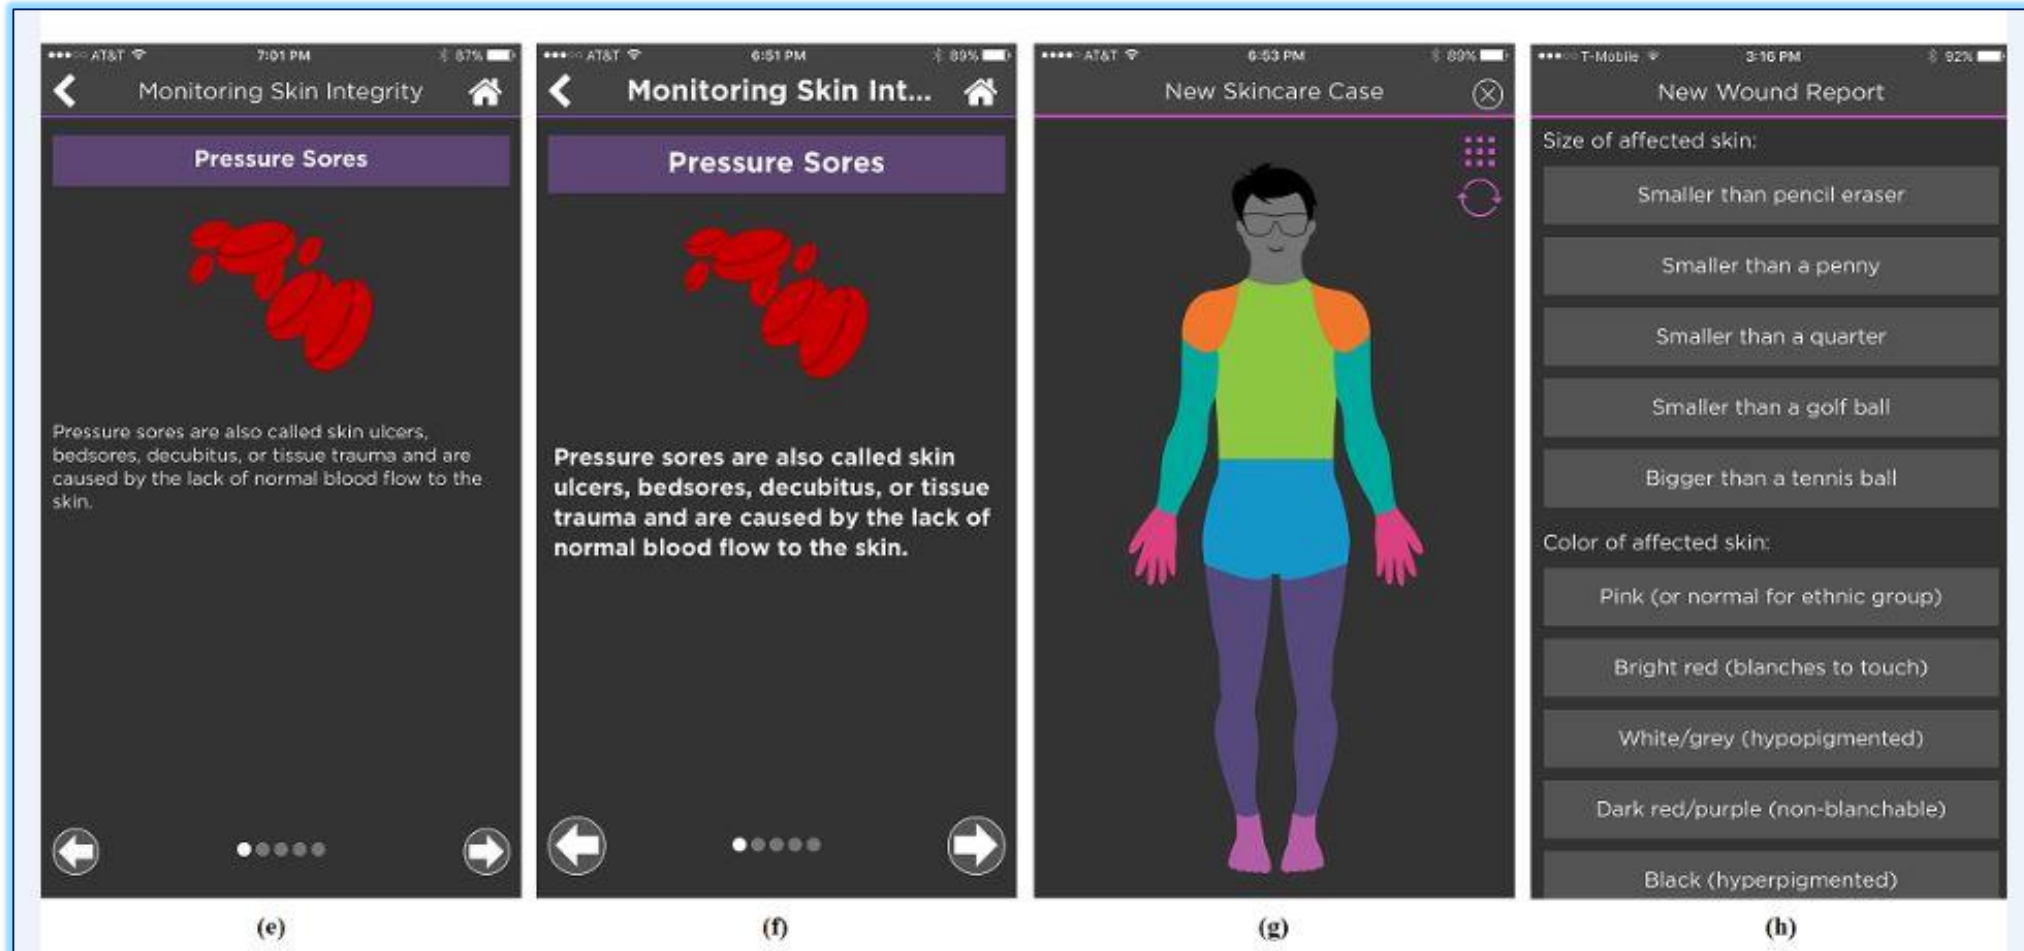 AT&T 7:01 PM 87%
Monitoring Skin Integrity
Pressure Sores
Pressure sores are also called skin ulcers,
bedsores, decubitus, or tissue trauma and are
caused by the lack of normal blood flow to the
skin.
(e)
AT&T 6:51 PM 89%
Monitoring Skin Int...
Pressure Sores
Pressure sores are also called skin
ulcers, bedsores, decubitus, or tissue
trauma and are caused by the lack of
normal blood flow to the skin.
(f)
AT&T 6:53 PM 89%
New Skincare Case
(g)
T-Mobile 3:16 PM 92%
New Wound Report
Size of affected skin:
Smaller than pencil eraser
Smaller than a penny
Smaller than a quarter
Smaller than a golf ball
Bigger than a tennis ball
Color of affected skin:
Pink (or normal for ethnic group)
Bright red (blanches to touch)
White/grey (hypopigmented)
Dark red/purple (non-blanchable)
Black (hyperpigmented)
(h)